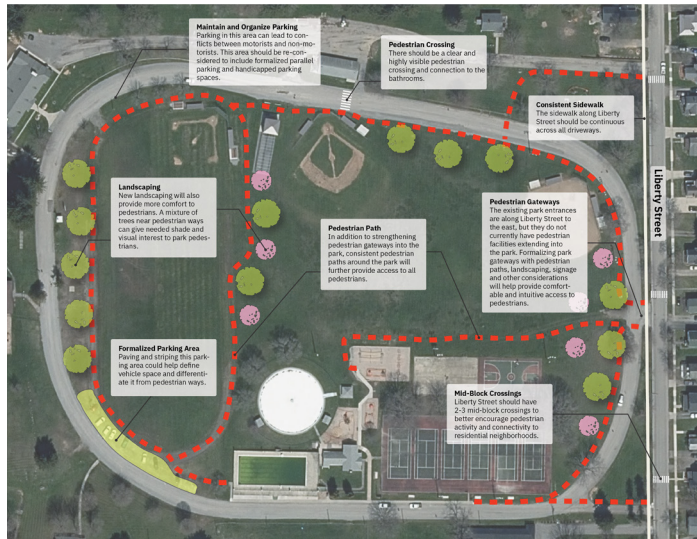 Maintain and Organize Parking
Parking in this area can lead to con-
flicts between motorists and non-mo-
torists. This area should be re-con-
sidered to include formalized parallel
parking and handicapped parking
spaces.
Pedestrian Crossing
There should be a clear and
highly visible pedestrian
crossing and connection to the
bathrooms.
Consistent Sidewalk
The sidewalk along Liberty
Street should be continuous
across all driveways.
Liberty Street
Landscaping
New landscaping will also
provide more comfort to
pedestrians. A mixture of
trees near pedestrian ways
can give needed shade and
visual interest to park pedes-
trians.
Pedestrian Path
In addition to strengthening
pedestrian gateways into the
park, consistent pedestrian
paths around the park will
further provide access to all
pedestrians.
Pedestrian Gateways
The existing park entrances
are along Liberty Street to
the east, but they do not
currently have pedestrian
facilities extending into
the park. Formalizing park
gateways with pedestrian
paths, landscaping, signage
and other considerations
will help provide comfort-
able and intuitive access to
pedestrians.
Formalized Parking Area
Paving and striping this park-
ing area could help define
vehicle space and differenti-
ate it from pedestrian ways.
Mid-Block Crossings
Liberty Street should have
2-3 mid-block crossings to
better encourage pedestrian
activity and connectivity to
residential neighborhoods.